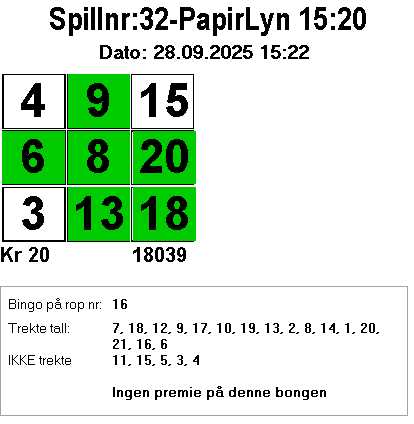 Spillnr:32-PapirLyn 15:20
Dato: 28.09.2025 15:22
4 9 15
6 8 20
3 13 18
Kr 20 18039
Bingo på rop nr: 16
Trekte tall: 7, 18, 12, 9, 17, 10, 19, 13, 2, 8, 14, 1, 20,
21, 16, 6
IKKE trekte 11, 15, 5, 3, 4
Ingen premie på denne bongen